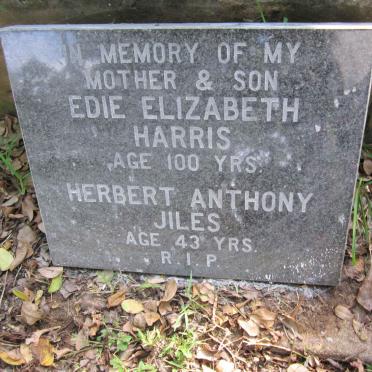 IN MEMORY OF MY
MOTHER & SON
EDIE ELIZABETH
HARRIS
AGE 100 YRS.
HERBERT ANTHONY
JILES
AGE 43 YRS.
R.I.P.